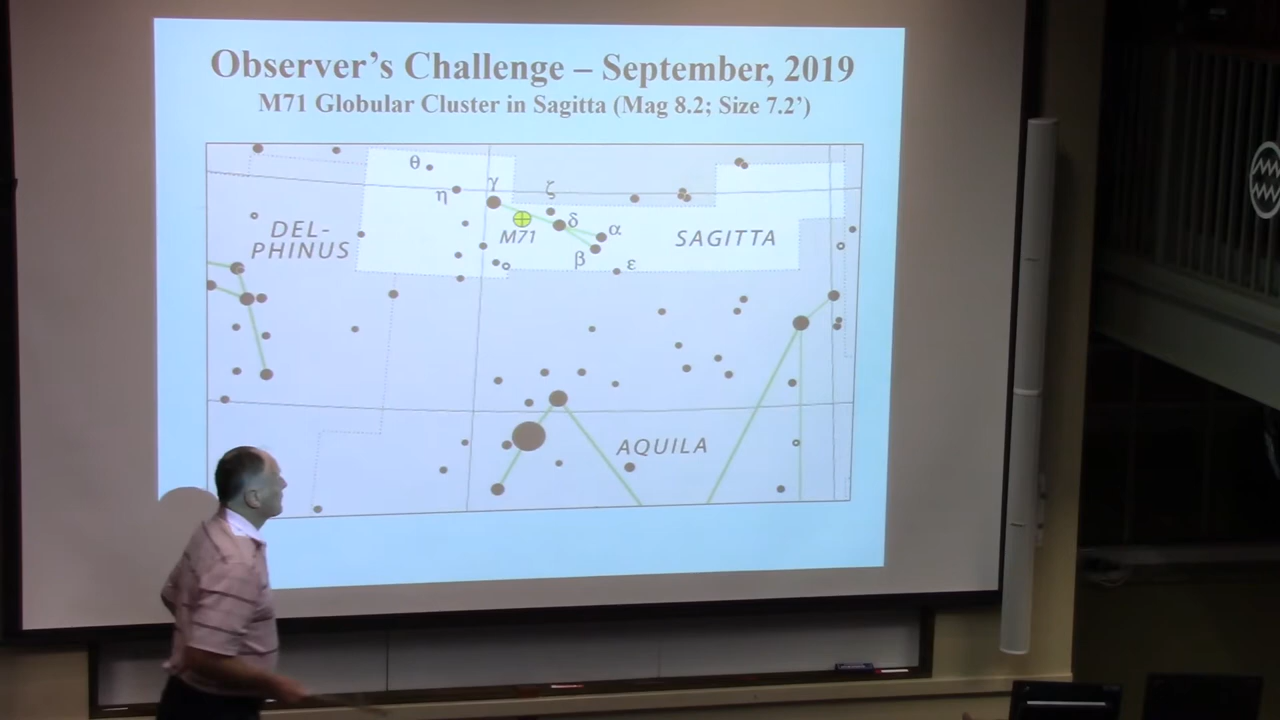 Observer’s Challenge – September, 2019
M71 Globular Cluster in Sagitta (Mag 8.2; Size 7.2’)
θ
η
γ
ζ
δ
α
M71
β
ε
DEL-
PHINUS
SAGITTA
AQUILA